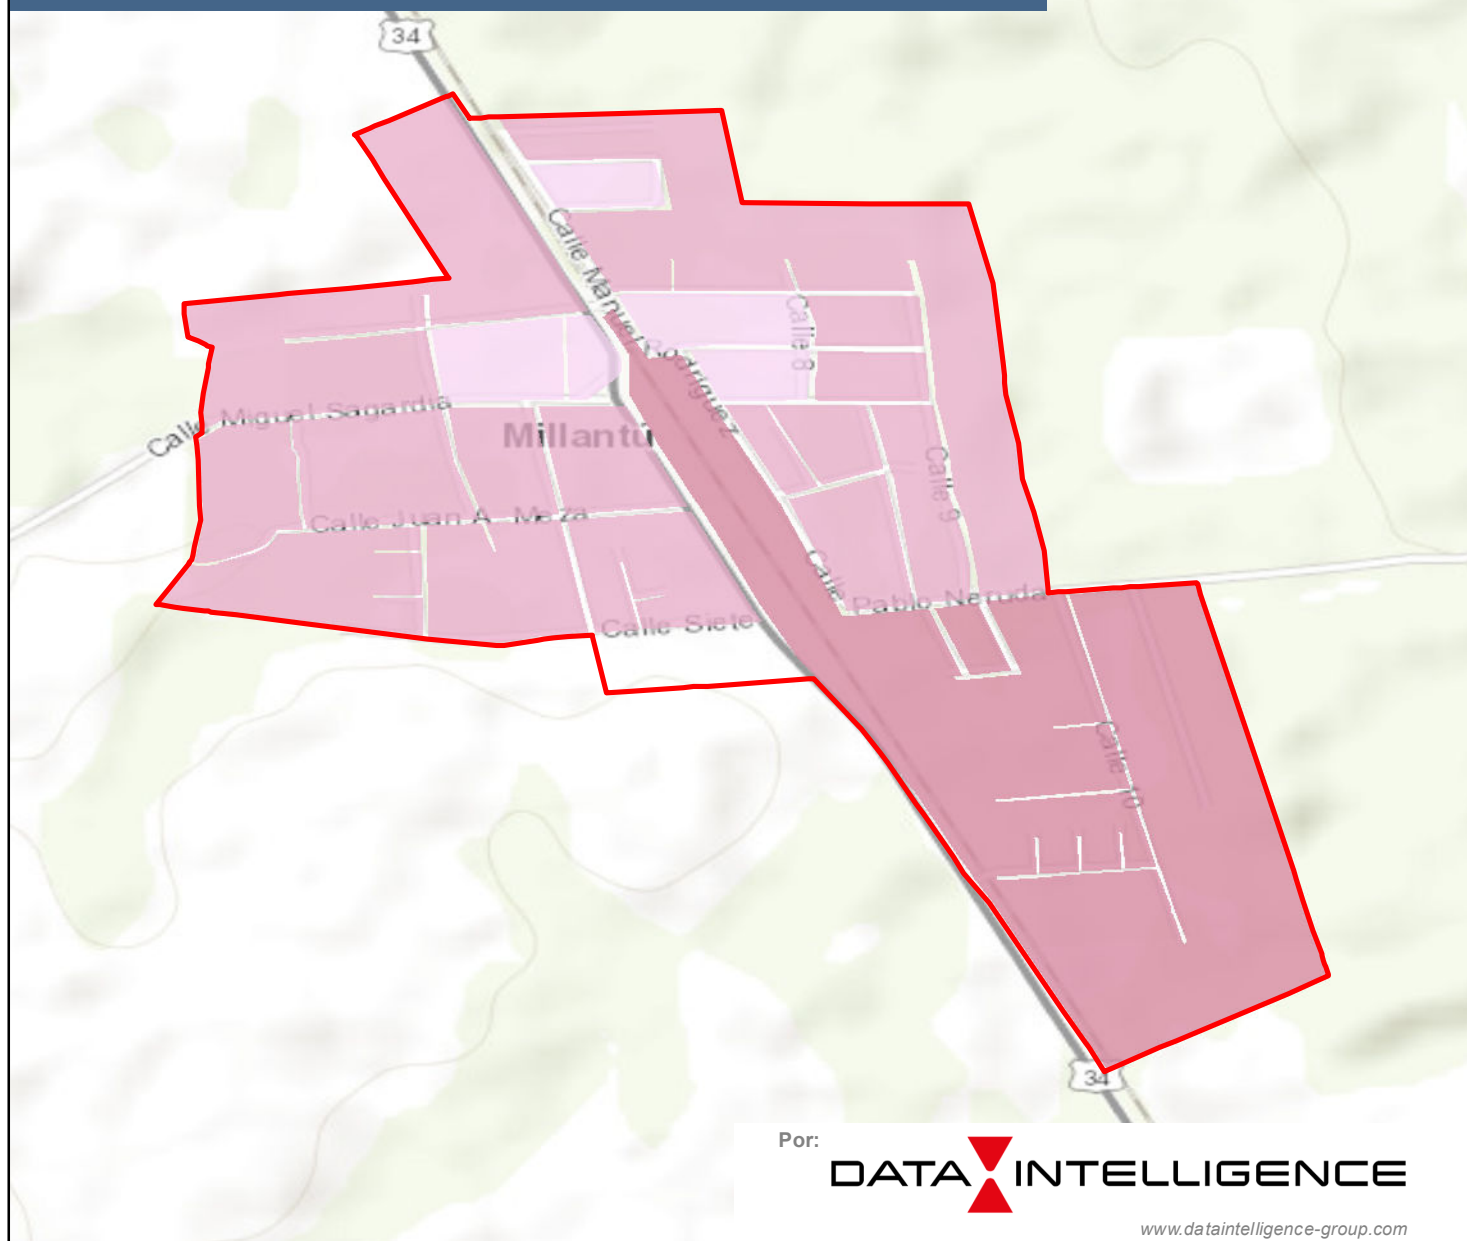 34
Calle Manuel Rodriguez
Calle 8
Calle Miguel Sagardia
Millantu
Calle 9
Calle Juan A. Meza
Calle Pablo Neruda
Calle Siete
Calle 10
34
Por:
DATA INTELLIGENCE
www.dataintelligence-group.com